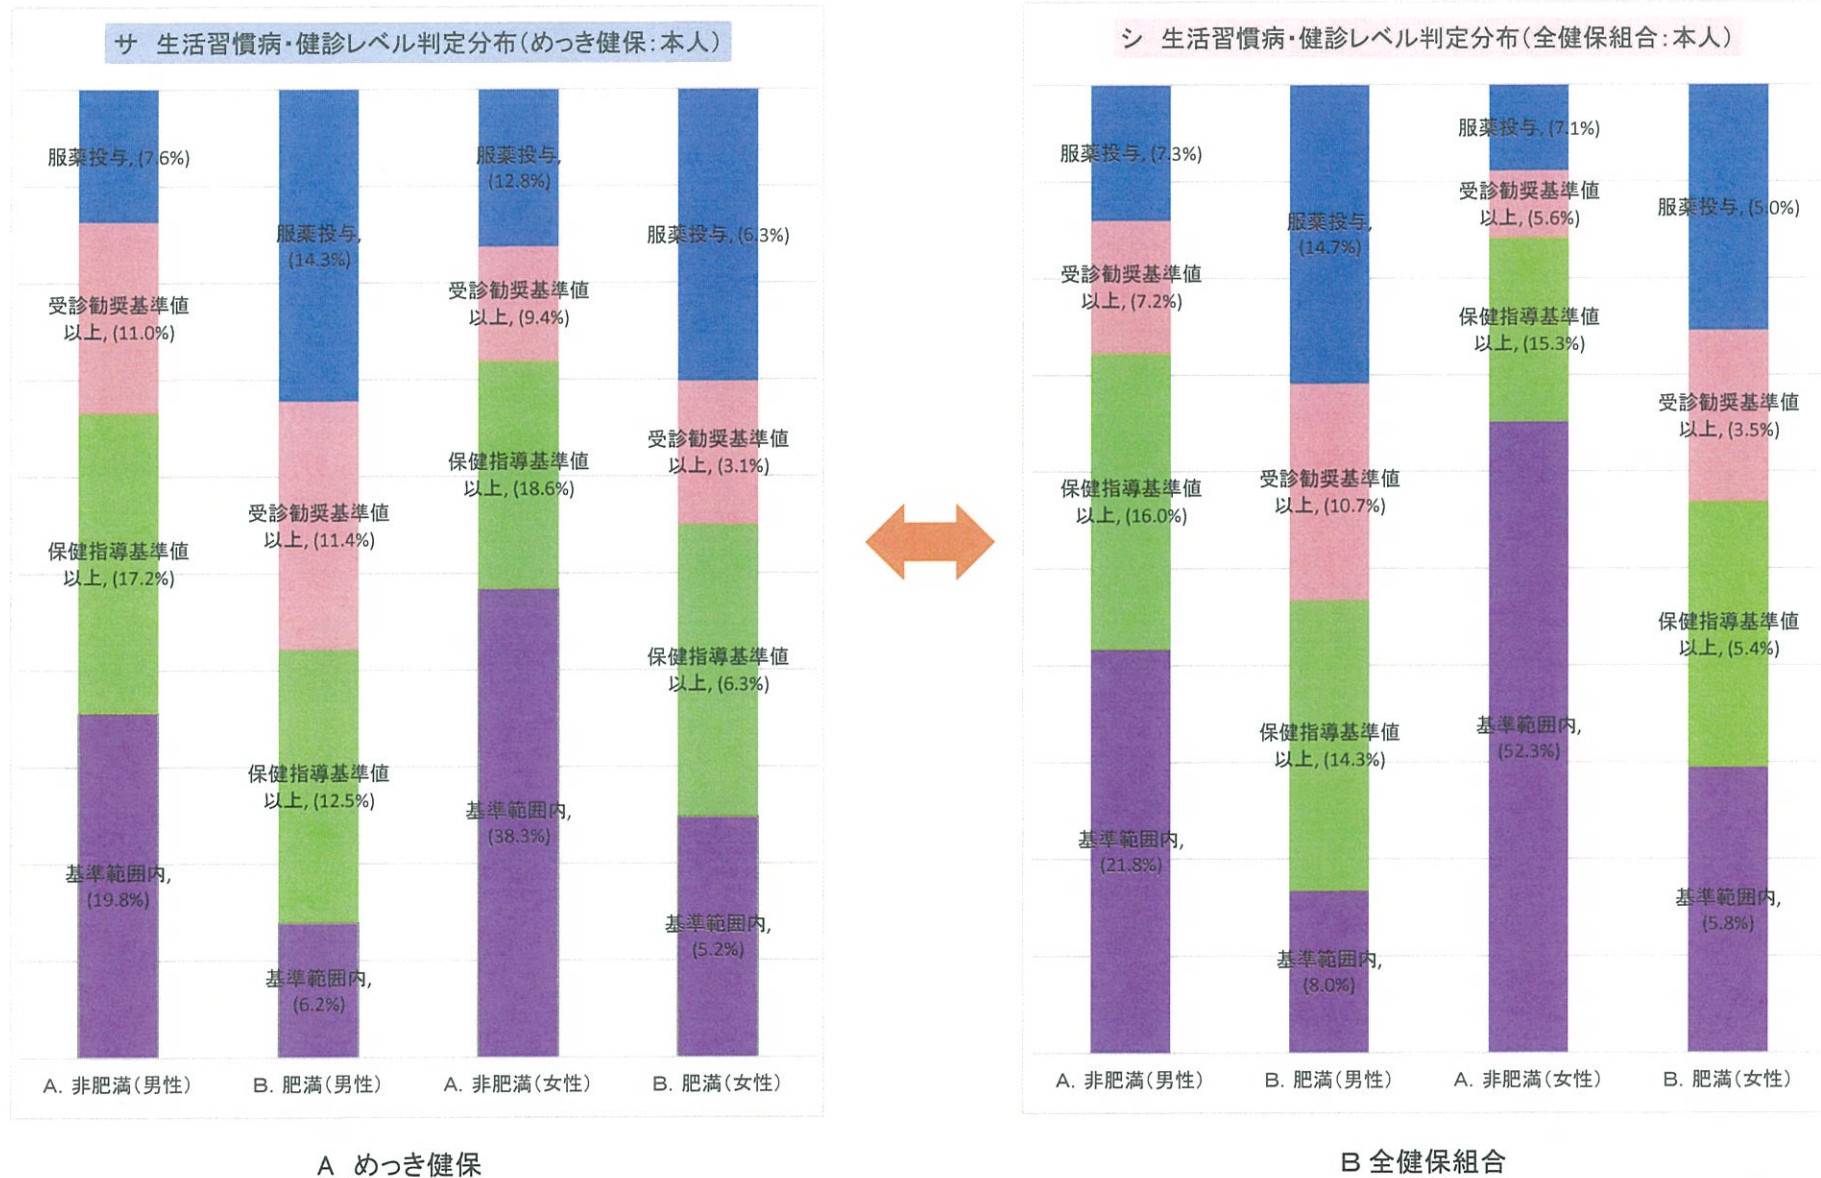 サ 生活習慣病・健診レベル判定分布(めっき健保:本人)
服薬投与, (7.6%)
受診勧奨基準値
以上, (11.0%)
保健指導基準値
以上, (17.2%)
基準範囲内,
(19.8%)
A. 非肥満(男性)
服薬投与,
(14.3%)
受診勧奨基準値
以上, (11.4%)
保健指導基準値
以上, (12.5%)
基準範囲内,
(6.2%)
B. 肥満(男性)
服薬投与,
(12.8%)
受診勧奨基準値
以上, (9.4%)
保健指導基準値
以上, (18.6%)
基準範囲内,
(38.3%)
A. 非肥満(女性)
服薬投与, (6.3%)
受診勧奨基準値
以上, (3.1%)
保健指導基準値
以上, (6.3%)
基準範囲内,
(5.2%)
B. 肥満(女性)
A めっき健保
シ 生活習慣病・健診レベル判定分布(全健保組合:本人)
服薬投与, (7.3%)
受診勧奨基準値
以上, (7.2%)
保健指導基準値
以上, (16.0%)
基準範囲内,
(21.8%)
A. 非肥満(男性)
服薬投与,
(14.7%)
受診勧奨基準値
以上, (10.7%)
保健指導基準値
以上, (14.3%)
基準範囲内,
(8.0%)
B. 肥満(男性)
服薬投与, (7.1%)
受診勧奨基準値
以上, (5.6%)
保健指導基準値
以上, (15.3%)
基準範囲内,
(52.3%)
A. 非肥満(女性)
服薬投与, (5.0%)
受診勧奨基準値
以上, (3.5%)
保健指導基準値
以上, (5.4%)
基準範囲内,
(5.8%)
B. 肥満(女性)
B 全健保組合